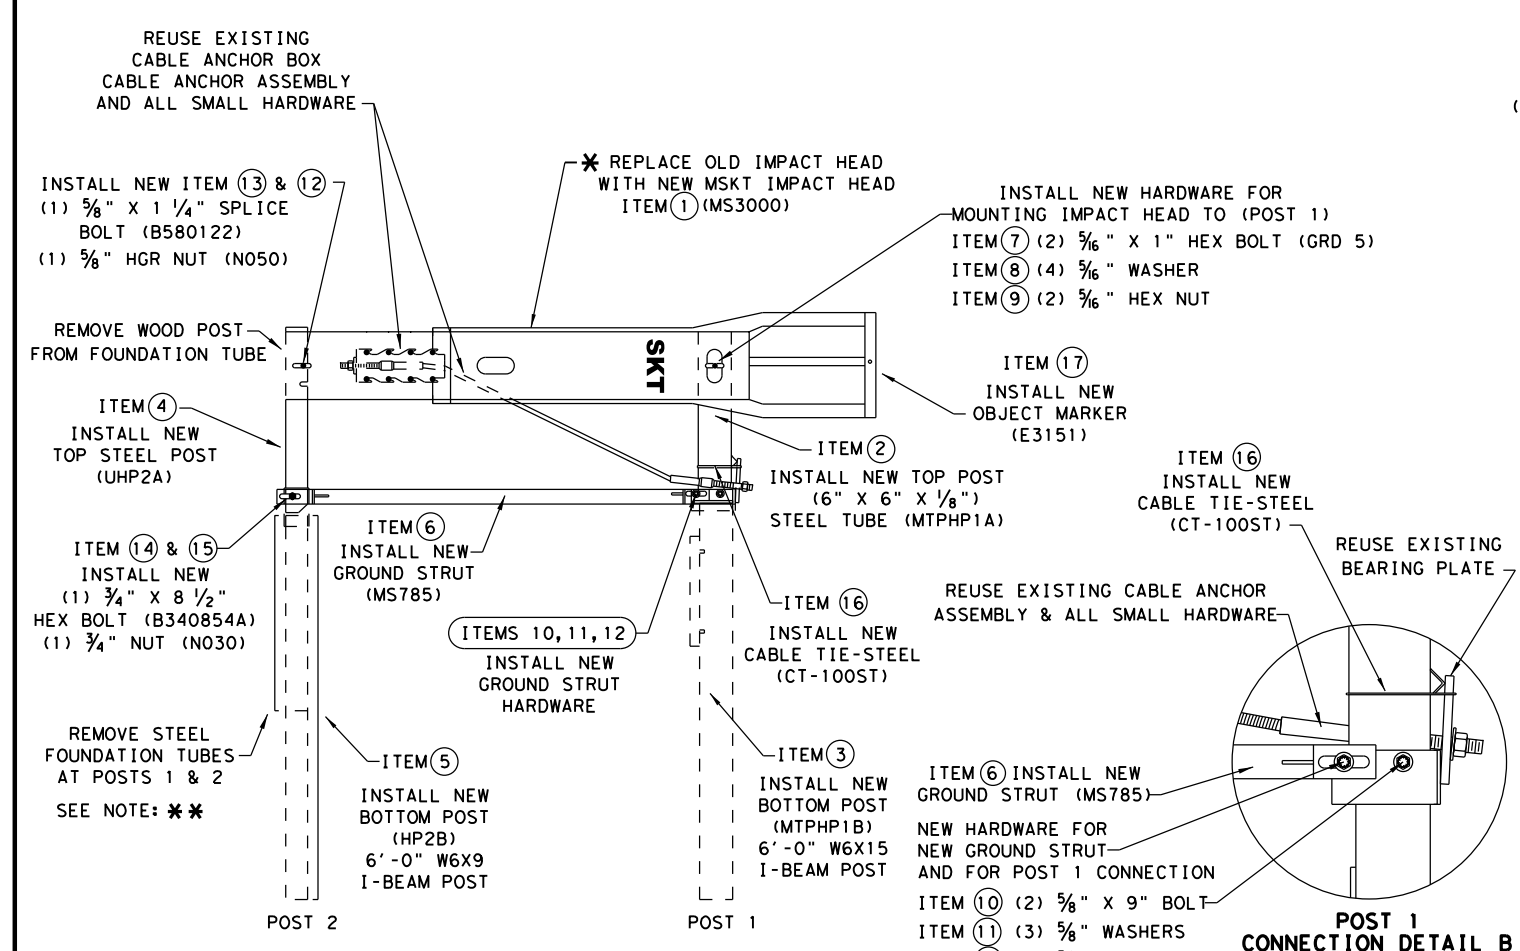 REUSE EXISTING
CABLE ANCHOR BOX
CABLE ANCHOR ASSEMBLY
AND ALL SMALL HARDWARE
INSTALL NEW ITEM 13 & 12
(1) 5/8" X 1 1/4" SPLICE
BOLT (B580122)
(1) 5/8" HGR NUT (N050)
* REPLACE OLD IMPACT HEAD
WITH NEW MSKT IMPACT HEAD
ITEM 1 (MS3000)
INSTALL NEW HARDWARE FOR
MOUNTING IMPACT HEAD TO (POST 1)
ITEM 7 (2) 5/16" X 1" HEX BOLT (GRD 5)
ITEM 8 (4) 5/16" WASHER
ITEM 9 (2) 5/16" HEX NUT
REMOVE WOOD POST
FROM FOUNDATION TUBE
SKT
ITEM 17
INSTALL NEW
OBJECT MARKER
(E3151)
ITEM 4
INSTALL NEW
TOP STEEL POST
(UHP2A)
ITEM 2
INSTALL NEW TOP POST
(6" X 6" X 1/8")
STEEL TUBE (MTPHP1A)
ITEM 16
INSTALL NEW
CABLE TIE-STEEL
(CT-100ST)
REUSE EXISTING
BEARING PLATE
ITEM 14 & 15
INSTALL NEW
(1) 3/4" X 8 1/2"
HEX BOLT (B340854A)
(1) 3/4" NUT (N030)
ITEM 6
INSTALL NEW
GROUND STRUT
(MS785)
ITEMS 10,11,12
INSTALL NEW
GROUND STRUT
HARDWARE
ITEM 16
INSTALL NEW
CABLE TIE-STEEL
(CT-100ST)
REUSE EXISTING CABLE ANCHOR
ASSEMBLY & ALL SMALL HARDWARE
REMOVE STEEL
FOUNDATION TUBES
AT POSTS 1 & 2
SEE NOTE: * *
ITEM 5
INSTALL NEW
BOTTOM POST
(HP2B)
6'-0" W6X9
I-BEAM POST
ITEM 3
INSTALL NEW
BOTTOM POST
(MTPHP1B)
6'-0" W6X15
I-BEAM POST
ITEM 6 INSTALL NEW
GROUND STRUT (MS785)
NEW HARDWARE FOR
NEW GROUND STRUT
AND FOR POST 1 CONNECTION
ITEM 10 (2) 5/8" X 9" BOLT
ITEM 11 (3) 5/8" WASHERS
POST 2
POST 1
POST 1
CONNECTION DETAIL B